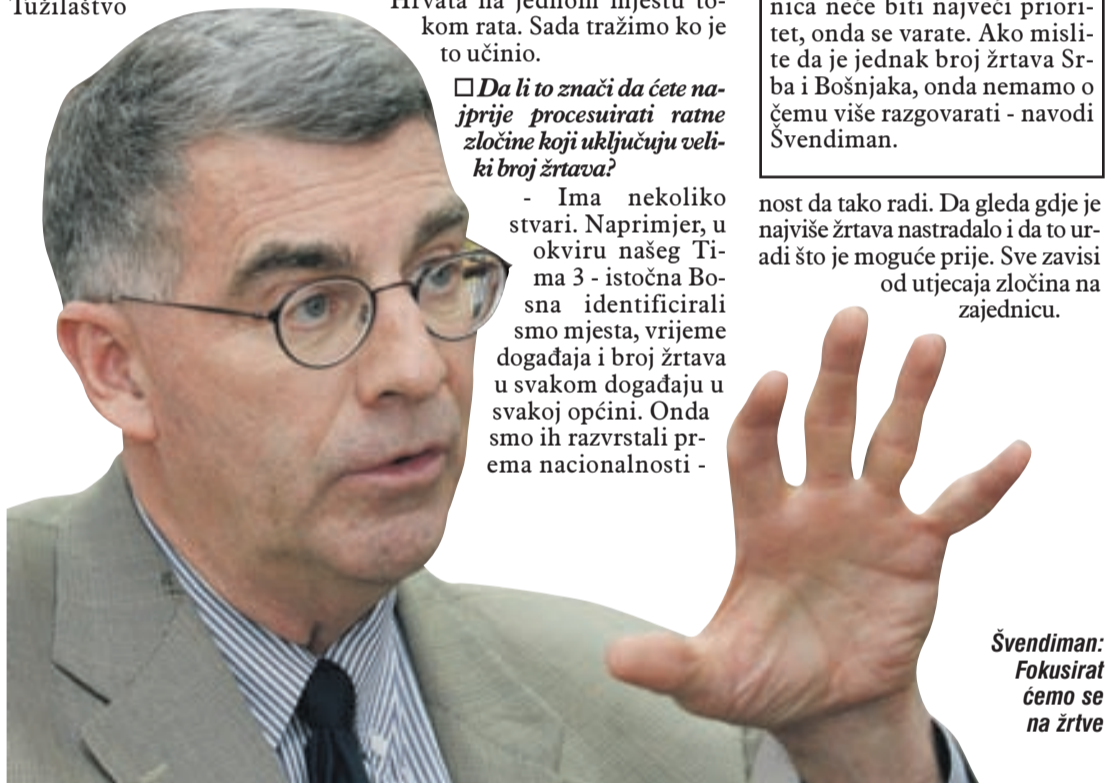 Tužilaštvo
Hrvata na jednom mjestu to-
kom rata. Sada tražimo ko je
to učinio.
□ Da li to znači da ćete na-
jprije procesuirati ratne
zločine koji uključuju veli-
ki broj žrtava?
- Ima nekoliko
stvari. Naprimjer, u
okviru našeg Ti-
ma 3 - istočna Bo-
sna identificirali
smo mjesta, vrijeme
događaja i broj žrtava
u svakom događaju u
svakoj općini. Onda
smo ih razvrstali pr-
ema nacionalnosti -
nica neće biti najveći priori-
tet, onda se varate. Ako misli-
te da je jednak broj žrtava Sr-
ba i Bošnjaka, onda nemamo o
čemu više razgovarati - navodi
Švendiman.
nost da tako radi. Da gleda gdje je
najviše žrtava nastradalo i da to ur-
adi što je moguće prije. Sve zavisi
od utjecaja zločina na
zajednicu.
Švendiman:
Fokusirat
ćemo se
na žrtve